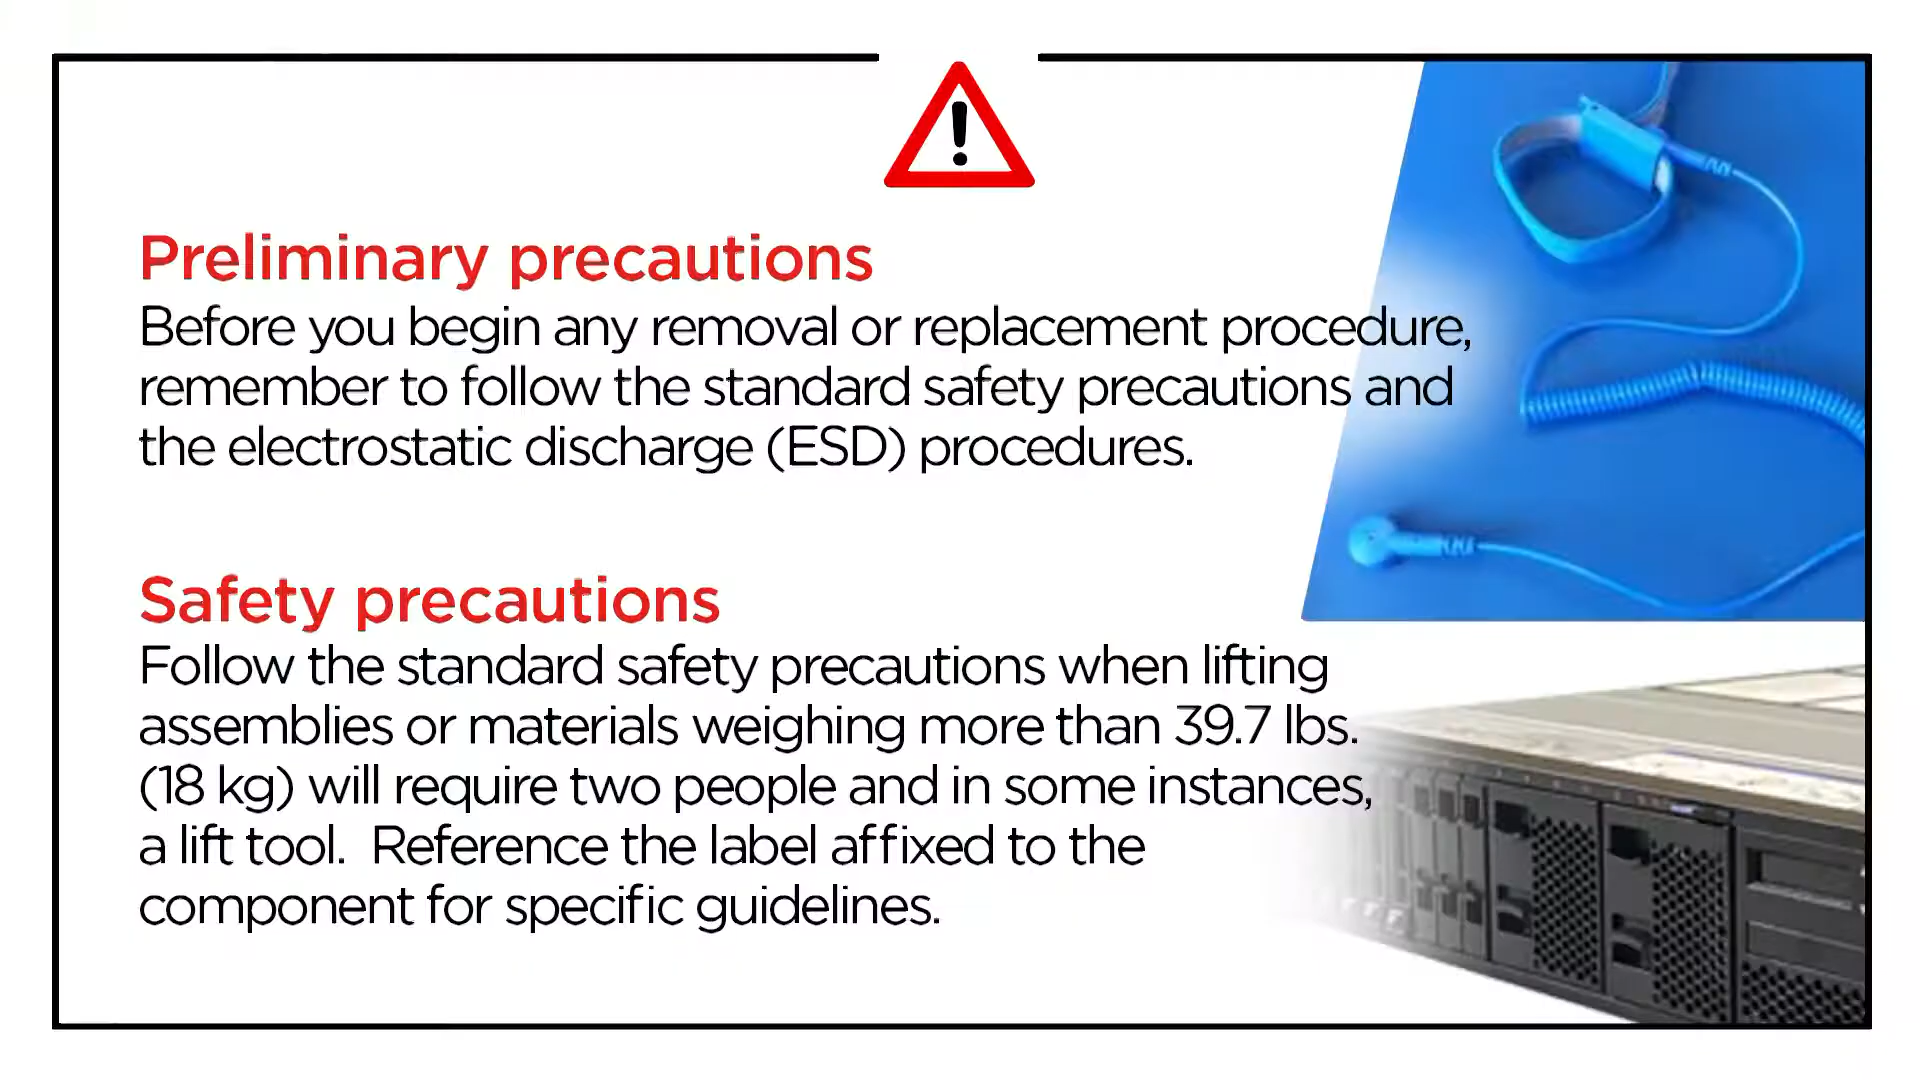 Preliminary precautions
Before you begin any removal or replacement procedure,
remember to follow the standard safety precautions and
the electrostatic discharge (ESD) procedures.
Safety precautions
Follow the standard safety precautions when lifting
assemblies or materials weighing more than 39.7 lbs.
(18 kg) will require two people and in some instances,
a lift tool.  Reference the label affixed to the
component for specific guidelines.